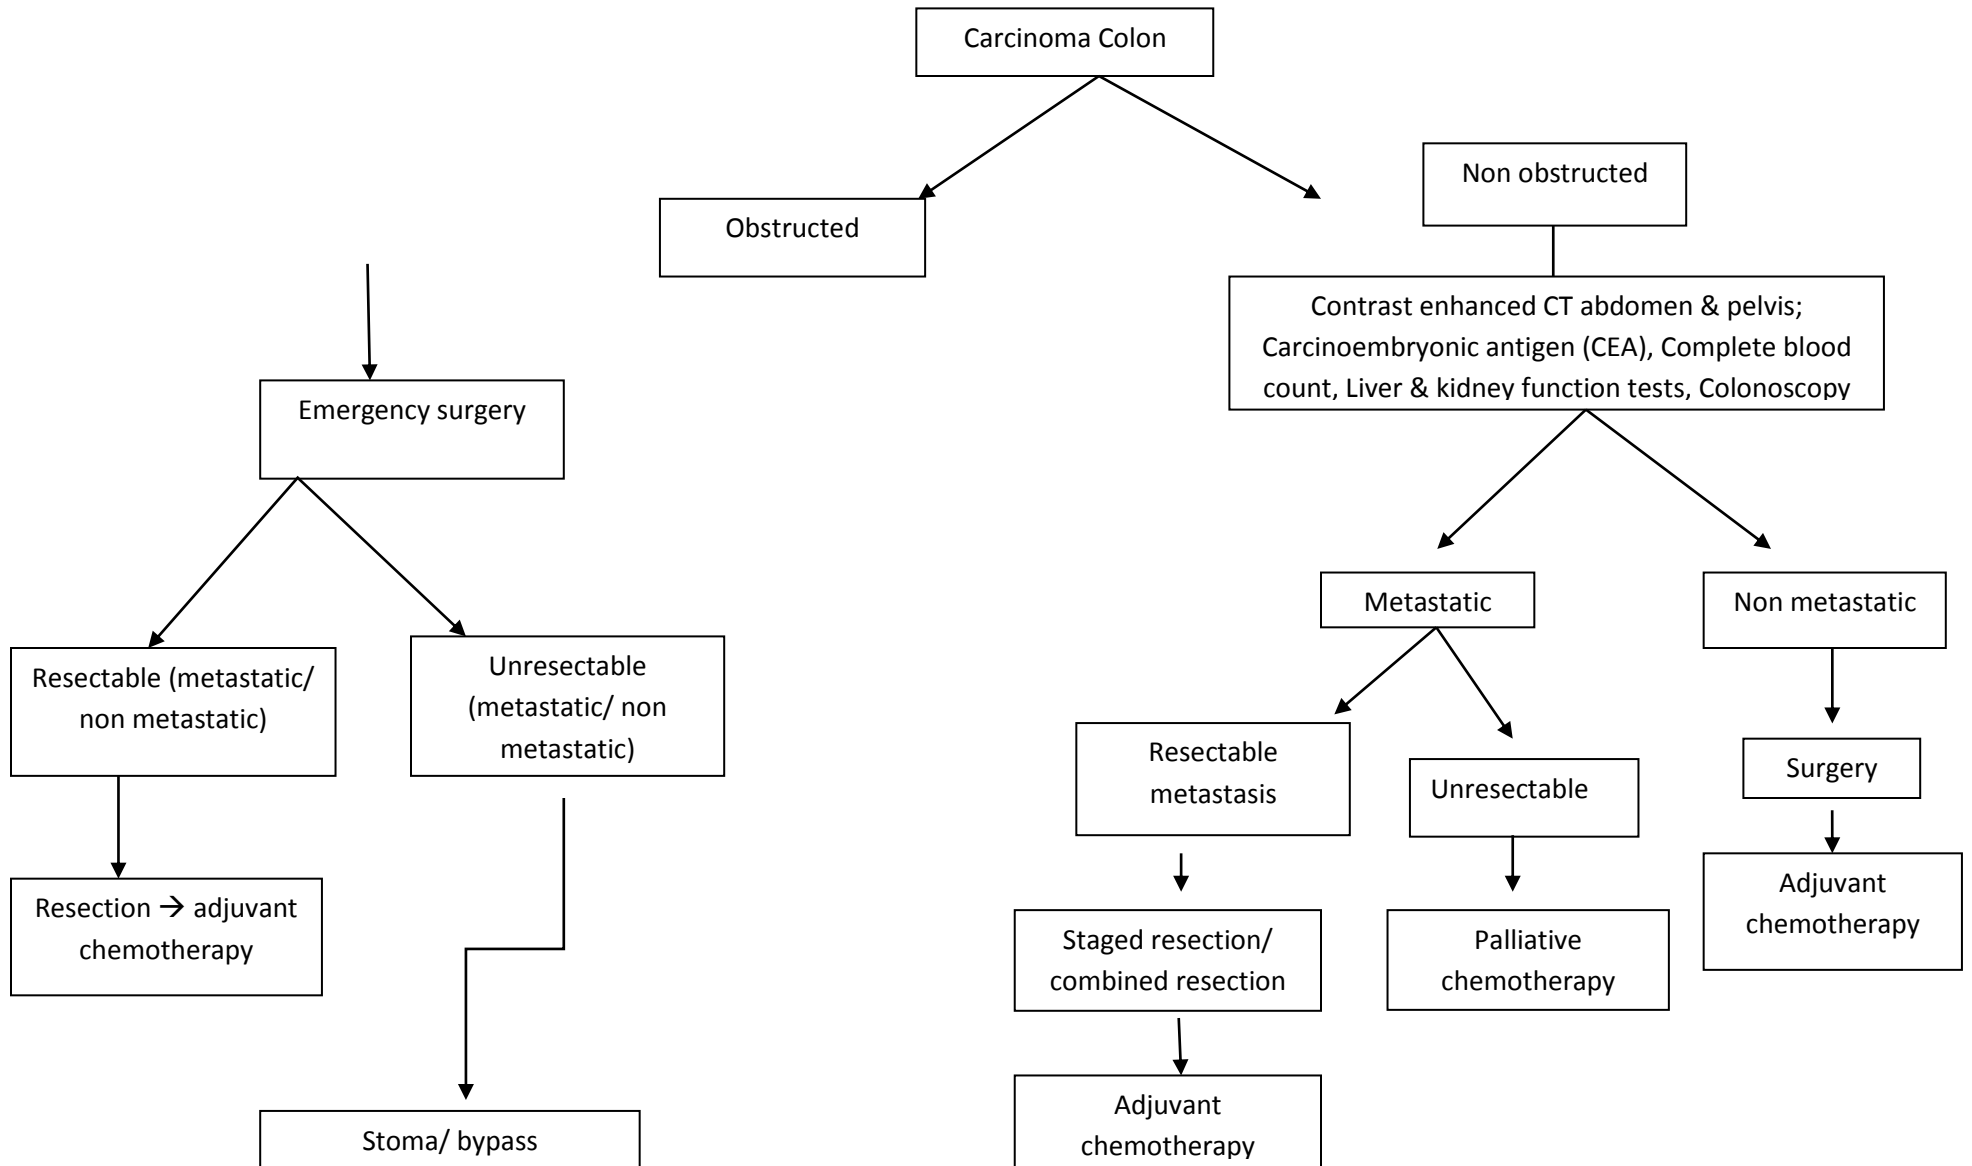 Carcinoma Colon
Non obstructed
Obstructed
Contrast enhanced CT abdomen & pelvis;
Carcinoembryonic antigen (CEA), Complete blood
count, Liver & kidney function tests, Colonoscopy
Emergency surgery
Metastatic
Non metastatic
Resectable (metastatic/
non metastatic)
Unresectable
(metastatic/ non
metastatic)
Resectable
metastasis
Unresectable
Surgery
Resection → adjuvant
chemotherapy
Staged resection/
combined resection
Palliative
chemotherapy
Adjuvant
chemotherapy
Stoma/ bypass
Adjuvant
chemotherapy